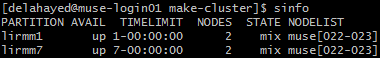 [delahayed@muse-login01 make-cluster]$ sinfo
PARTITION AVAIL  TIMELIMIT  NODES  STATE NODELIST
lirmm1       up 1-00:00:00      2    mix muse[022-023]
lirmm7       up 7-00:00:00      2    mix muse[022-023]